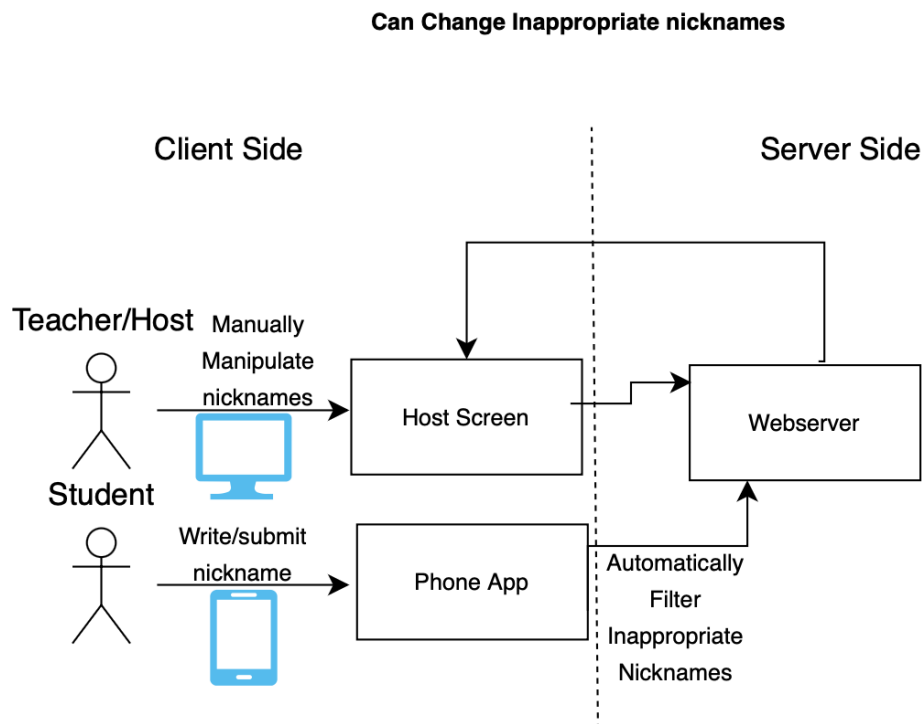 Can Change Inappropriate nicknames
Client Side
Server Side
Teacher/Host
Manually
Manipulate
nicknames
Host Screen
Webserver
Student
Write/submit
nickname
Phone App
Automatically
Filter
Inappropriate
Nicknames